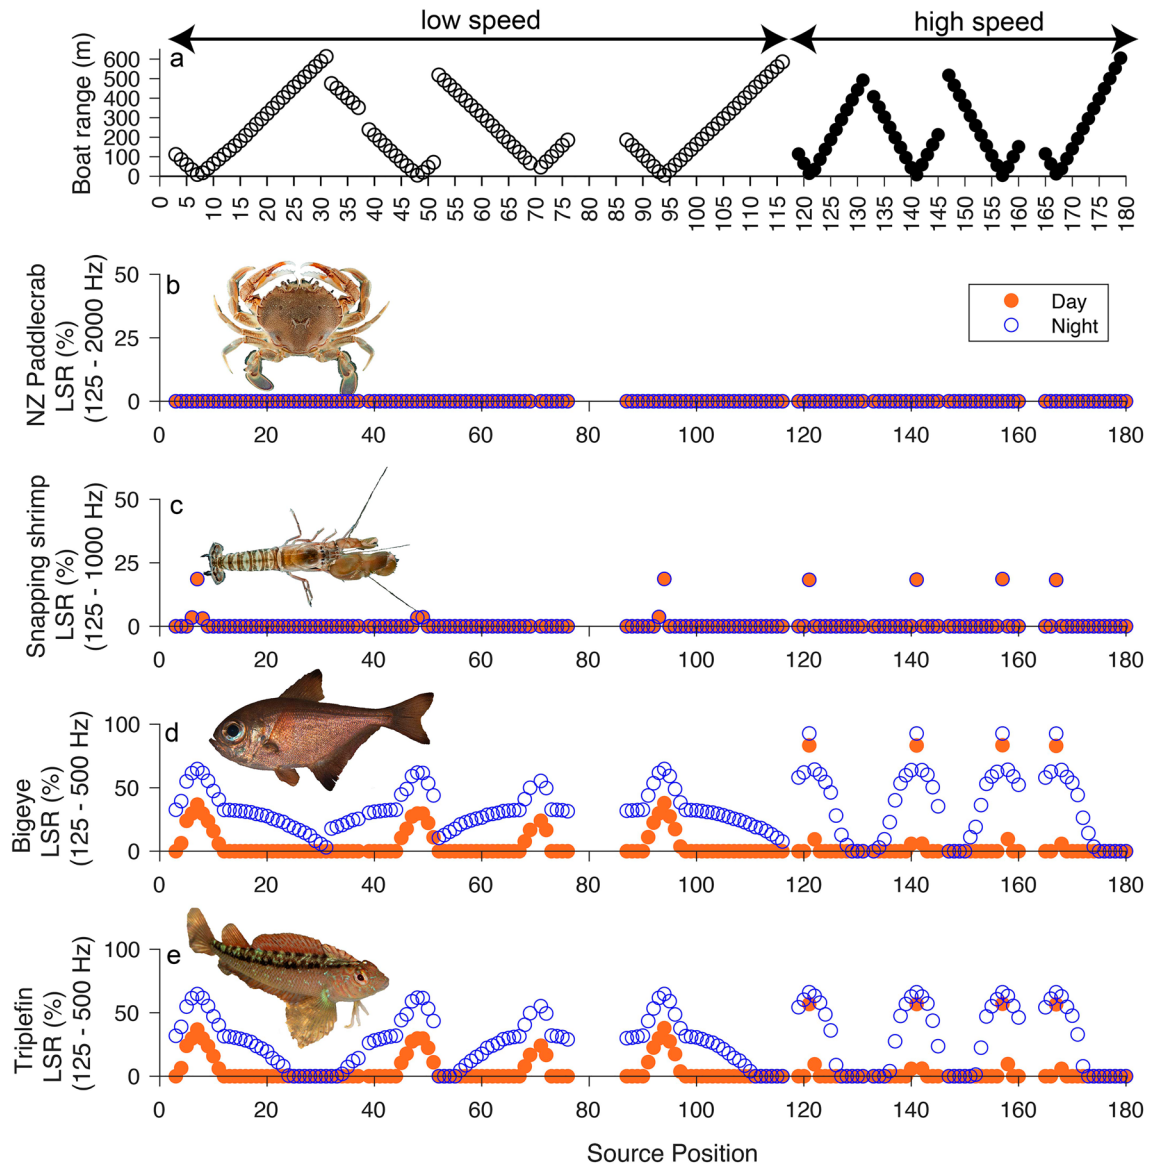 low speed
high speed
a
Boat range (m)
600
500
400
300
200
100
0
0 5 10 15 20 25 30 35 40 45 50 55 60 65 70 75 80 85 90 95 100 105 110 115 120 125 130 135 140 145 150 155 160 165 170 175 180
b
NZ Paddlecrab
LSR (%)
(125 - 2000 Hz)
50
25
0
0 20 40 60 80 100 120 140 160 180
Day
Night
c
Snapping shrimp
LSR (%)
(125 - 1000 Hz)
50
25
0
0 20 40 60 80 100 120 140 160 180
d
Bigeye
LSR (%)
(125 - 500 Hz)
100
50
0
0 20 40 60 80 100 120 140 160 180
e
Triplefin
LSR (%)
(125 - 500 Hz)
100
50
0
0 20 40 60 80 100 120 140 160 180
Source Position